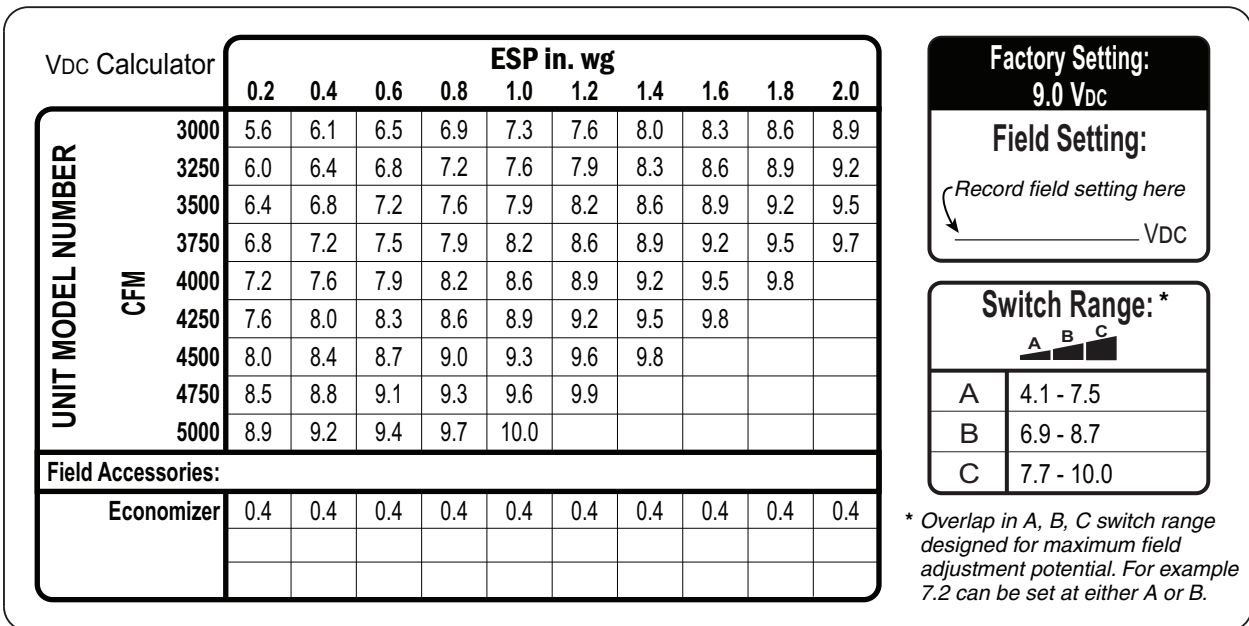 VDC Calculator
ESP in. wg
0.2 0.4 0.6 0.8 1.0 1.2 1.4 1.6 1.8 2.0
UNIT MODEL NUMBER
CFM
3000 5.6 6.1 6.5 6.9 7.3 7.6 8.0 8.3 8.6 8.9
3250 6.0 6.4 6.8 7.2 7.6 7.9 8.3 8.6 8.9 9.2
3500 6.4 6.8 7.2 7.6 7.9 8.2 8.6 8.9 9.2 9.5
3750 6.8 7.2 7.5 7.9 8.2 8.6 8.9 9.2 9.5 9.7
4000 7.2 7.6 7.9 8.2 8.6 8.9 9.2 9.5 9.8
4250 7.6 8.0 8.3 8.6 8.9 9.2 9.5 9.8
4500 8.0 8.4 8.7 9.0 9.3 9.6 9.8
4750 8.5 8.8 9.1 9.3 9.6 9.9
5000 8.9 9.2 9.4 9.7 10.0
Field Accessories:
Economizer 0.4 0.4 0.4 0.4 0.4 0.4 0.4 0.4 0.4 0.4
Factory Setting:
9.0 VDC
Field Setting:
Record field setting here
VDC
Switch Range: *
A B C
A 4.1 - 7.5
B 6.9 - 8.7
C 7.7 - 10.0
* Overlap in A, B, C switch range
designed for maximum field
adjustment potential. For example
7.2 can be set at either A or B.